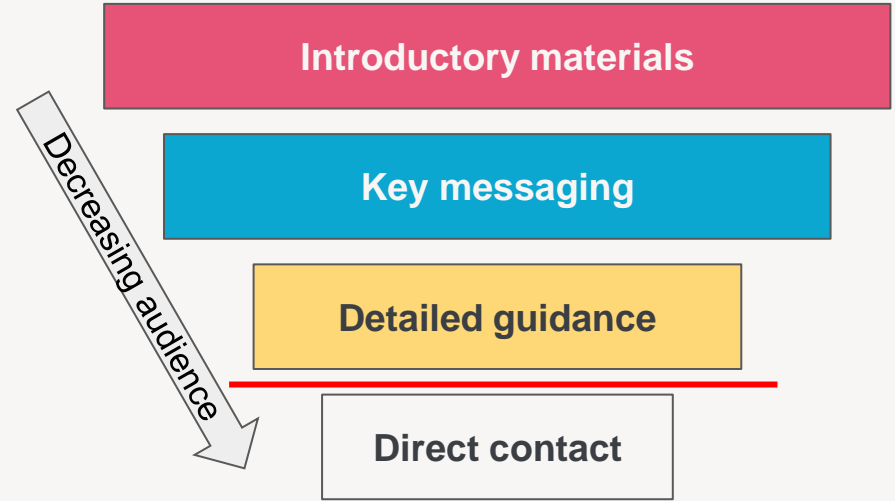 Introductory materials
Key messaging
Decreasing audience
Detailed guidance
Direct contact